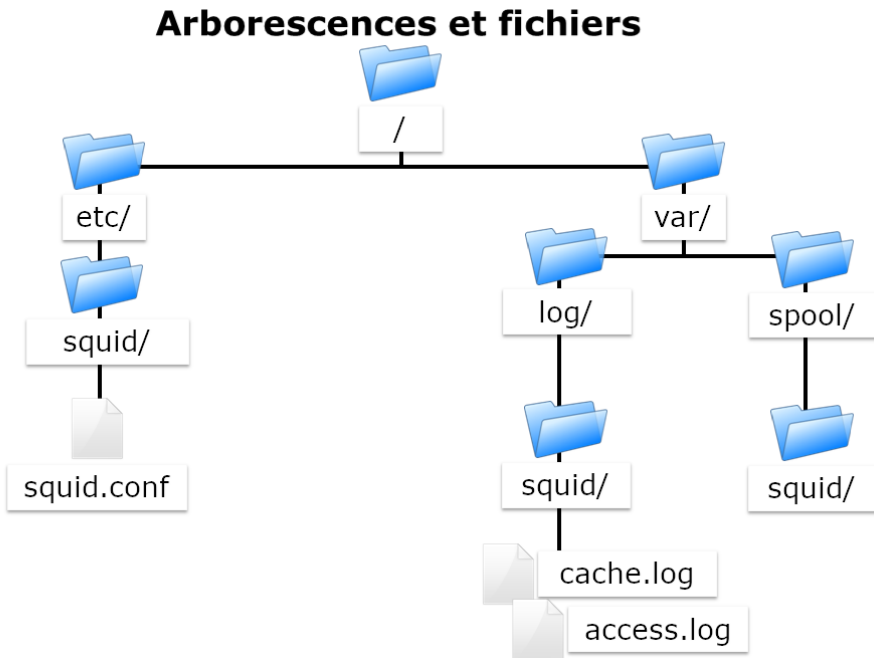 Arborescences et fichiers
/
etc/
var/
squid/
log/
spool/
squid.conf
squid/
squid/
cache.log
access.log